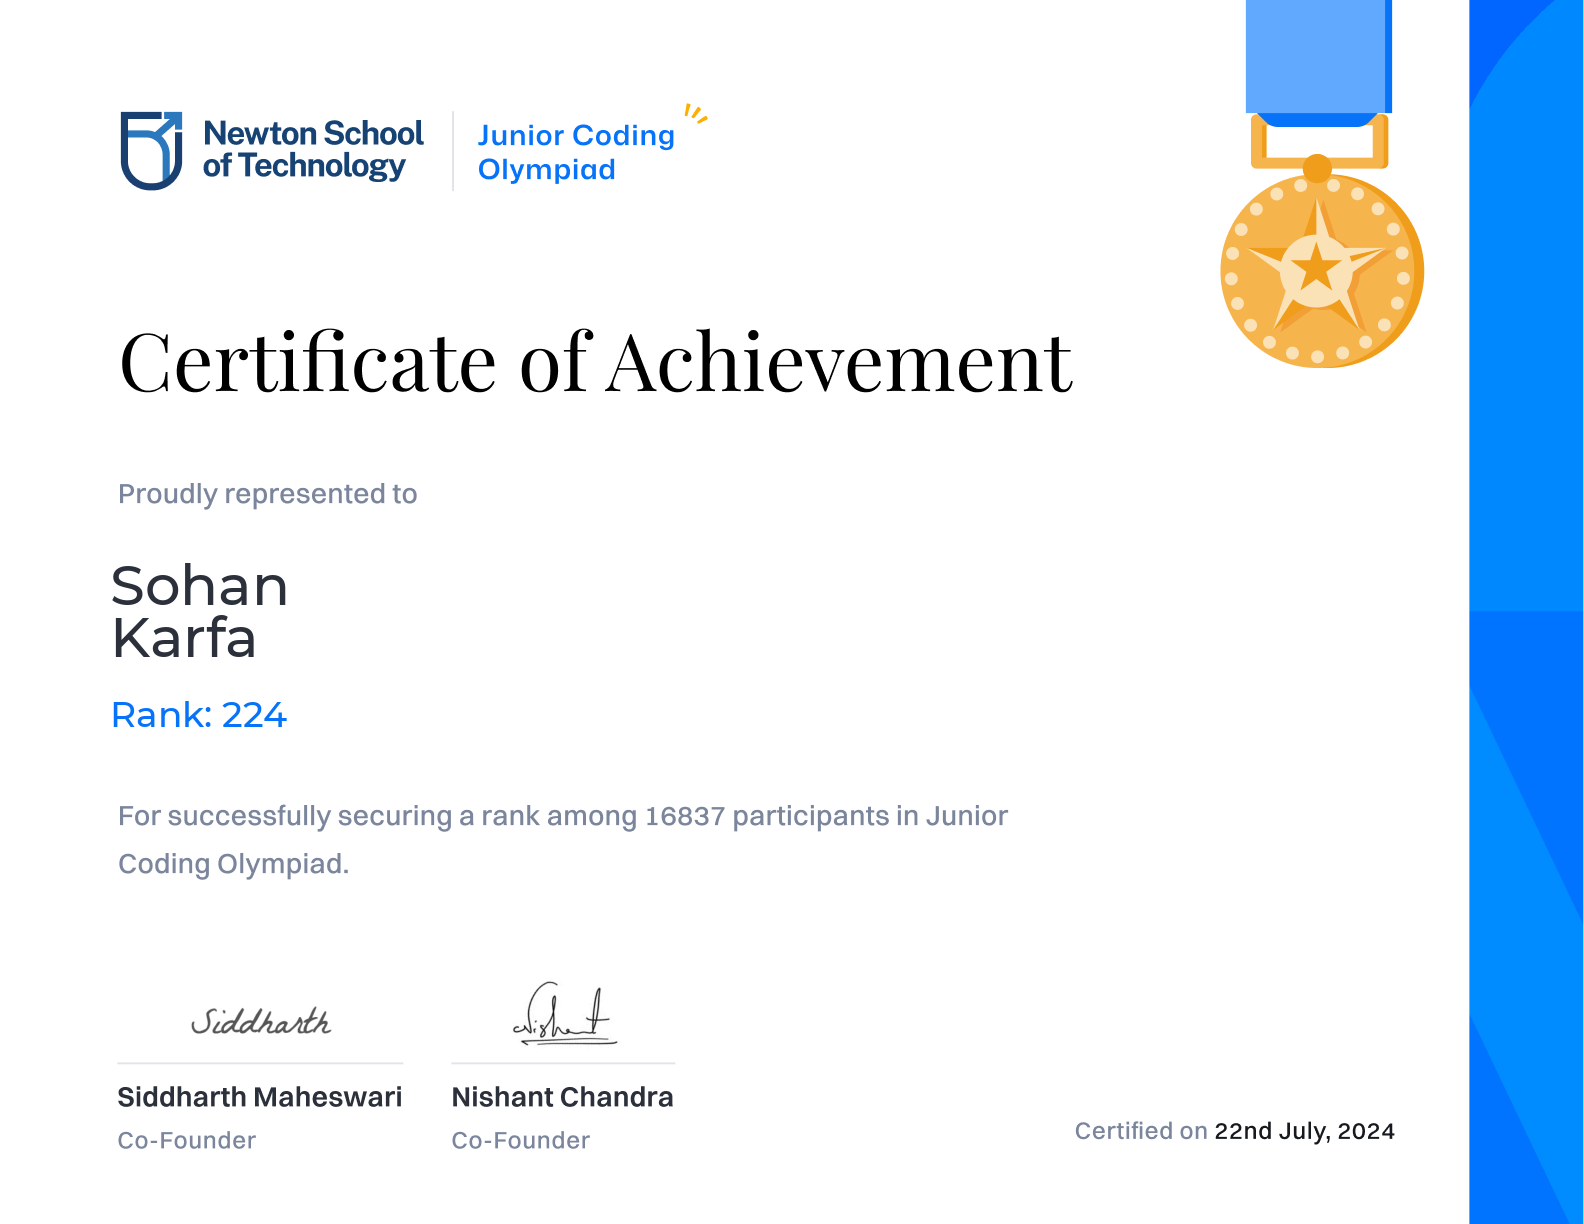 Newton School
of Technology
Junior Coding
Olympiad
Certificate of Achievement
Proudly represented to
Sohan
Karfa
Rank: 224
For successfully securing a rank among 16837 participants in Junior
Coding Olympiad.
Siddharth
Nishant
Siddharth Maheswari
Nishant Chandra
Co-Founder
Co-Founder
Certified on 22nd July, 2024